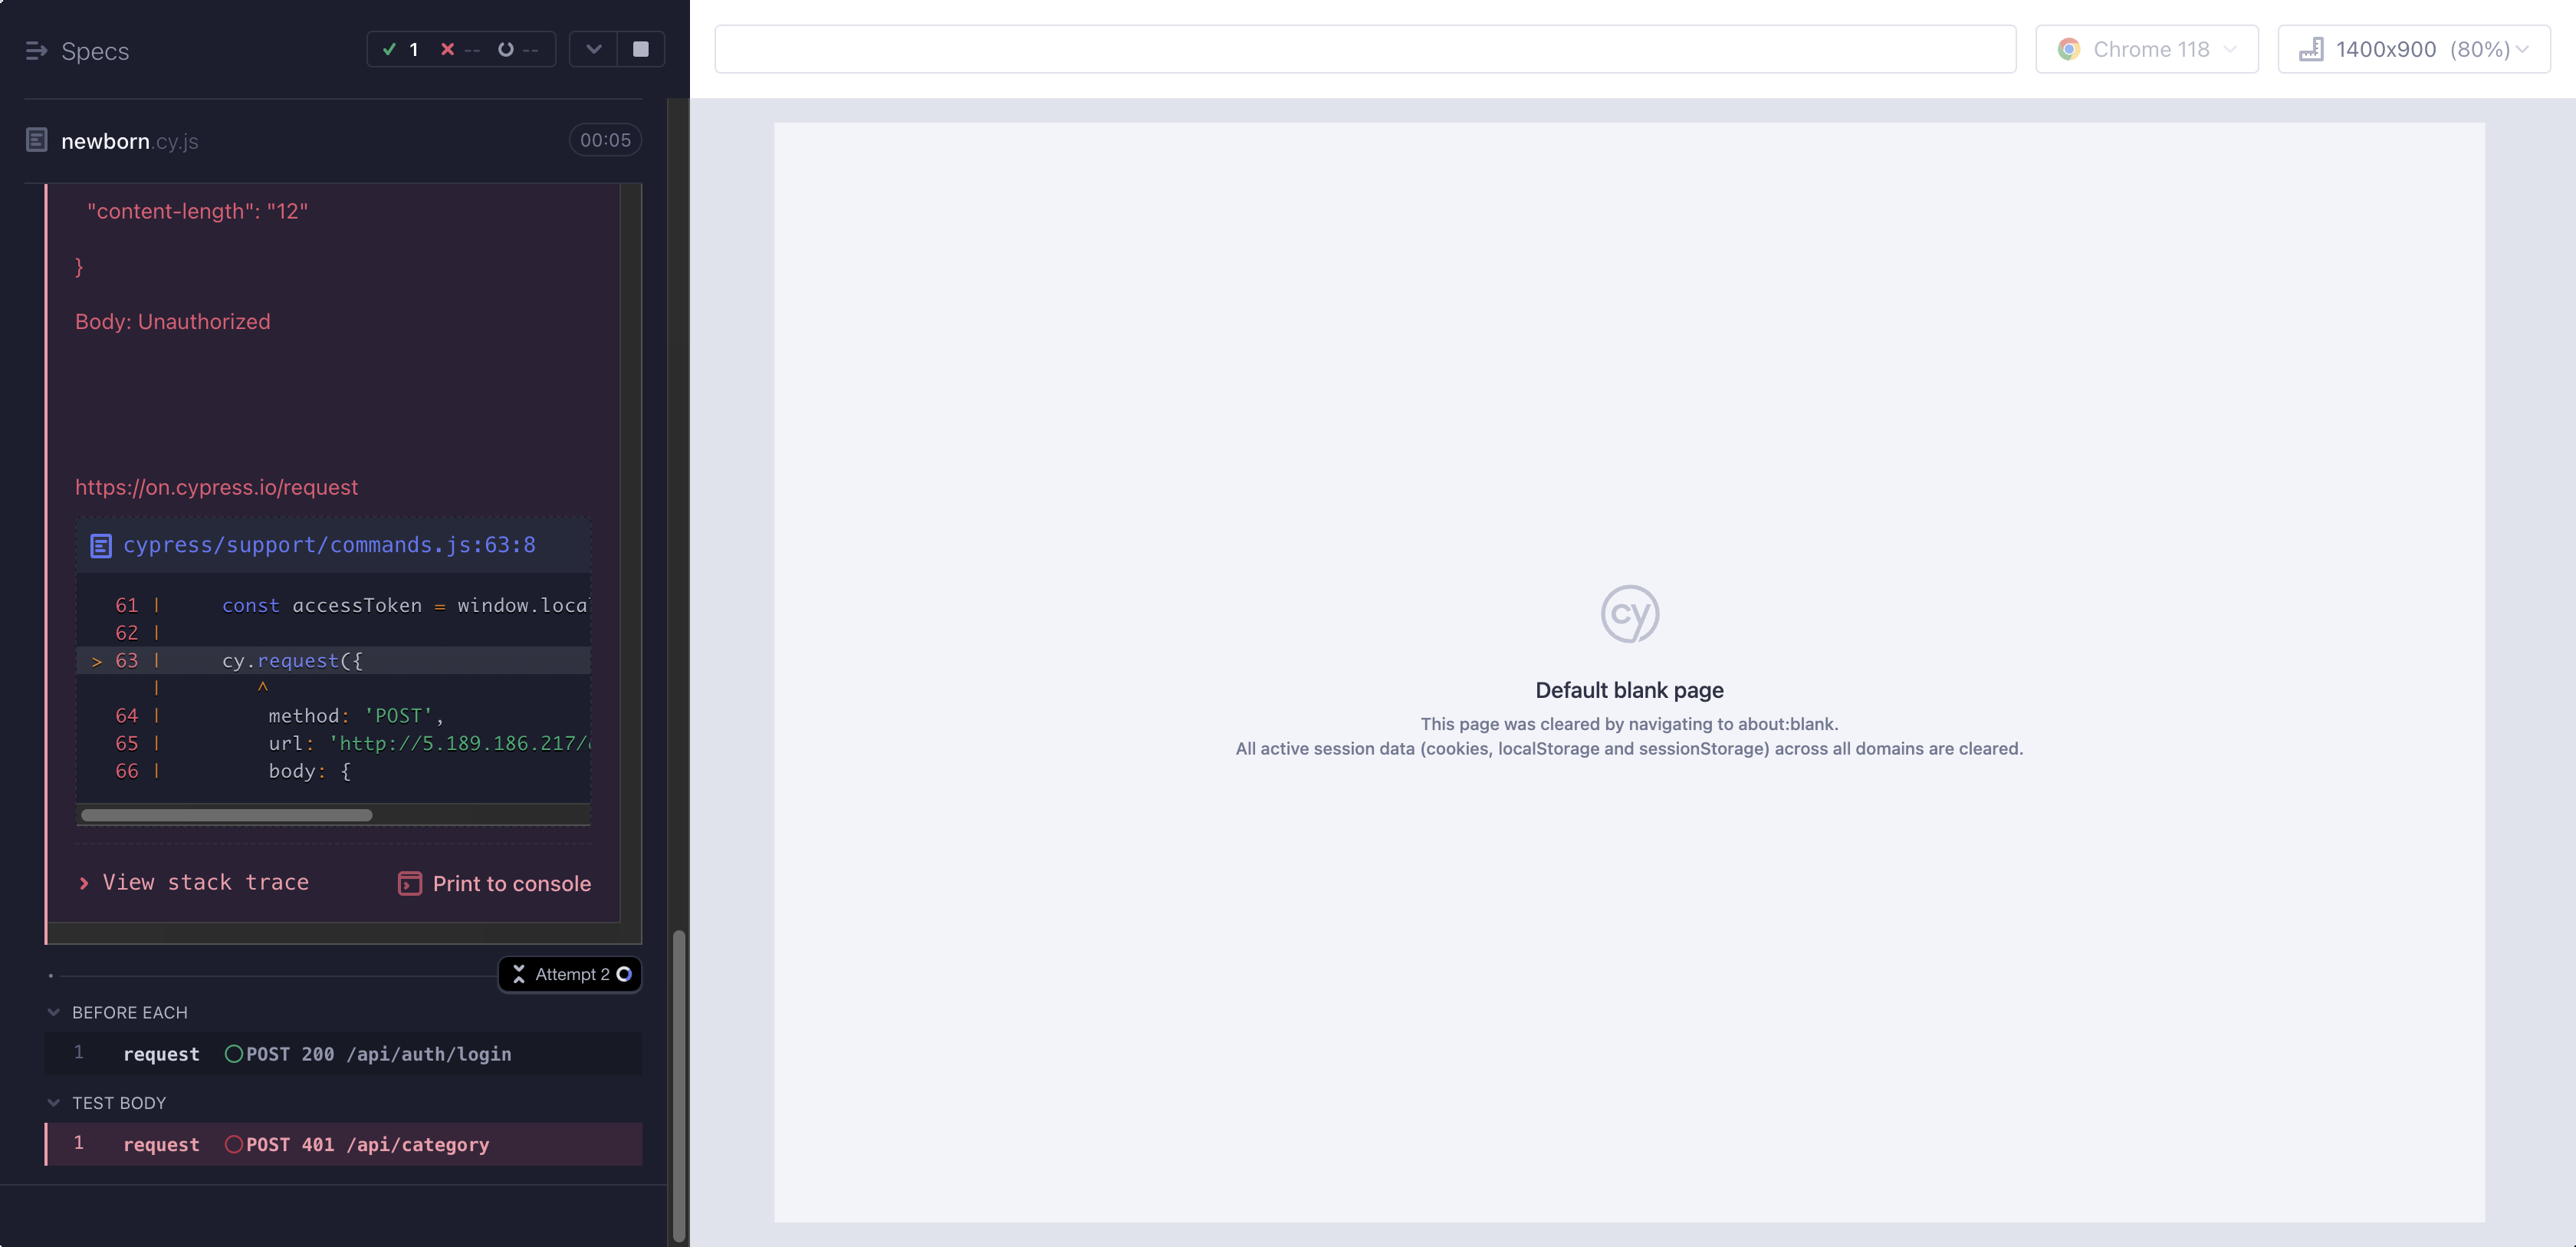 Specs
1 -- --
Chrome 118
1400x900 (80%)
newborn.cy.js
00:05
"content-length": "12"
}
Body: Unauthorized
https://on.cypress.io/request
cypress/support/commands.js:63:8
61 | const accessToken = window.local
62 |
> 63 | cy.request({
| ^
64 | method: 'POST',
65 | url: 'http://5.189.186.217/
66 | body: {
View stack trace
Print to console
Attempt 2
BEFORE EACH
1 request POST 200 /api/auth/login
TEST BODY
1 request POST 401 /api/category
cy
Default blank page
This page was cleared by navigating to about:blank.
All active session data (cookies, localStorage and sessionStorage) across all domains are cleared.